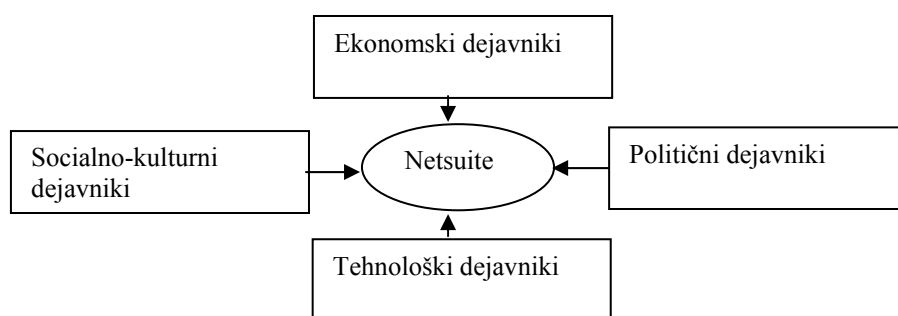 Ekonomski dejavniki
Socialno-kulturni
dejavniki
Netsuite
Politični dejavniki
Tehnološki dejavniki